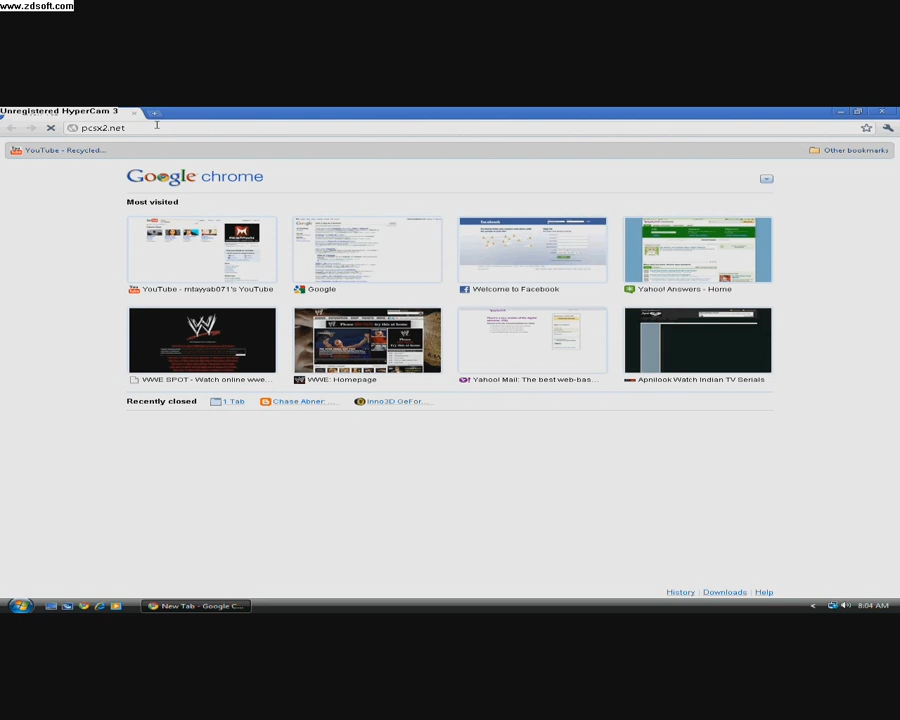 www.zdsoft.com
Unregistered HyperCam 3
pcsx2.net
YouTube - Recycled...
Other bookmarks
Google chrome
Most visited
YouTube - mtayyab071's YouTube
Google
Welcome to Facebook
Yahoo! Answers - Home
WWE SPOT - Watch online wwe...
WWE: Homepage
Yahoo! Mail: The best web-bas...
Apnilook Watch Indian TV Serials
Recently closed
1 Tab
Chase Abner: ....
Inno3D GeFor...
History | Downloads | Help
New Tab - Google C...
8:04 AM